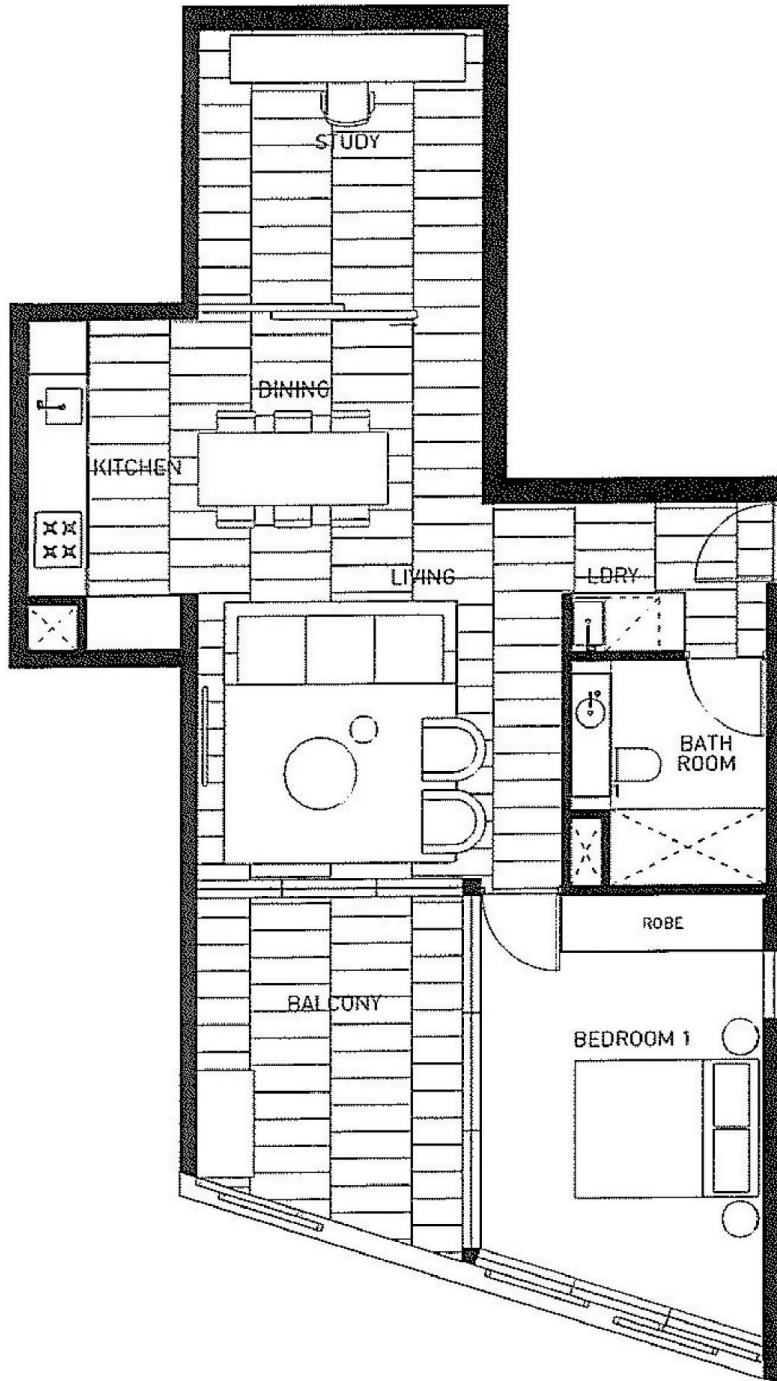 STUDY
DINING
KITCHEN
LIVING
LDRY
BATH
ROOM
ROBE
BALCONY
BEDROOM 1